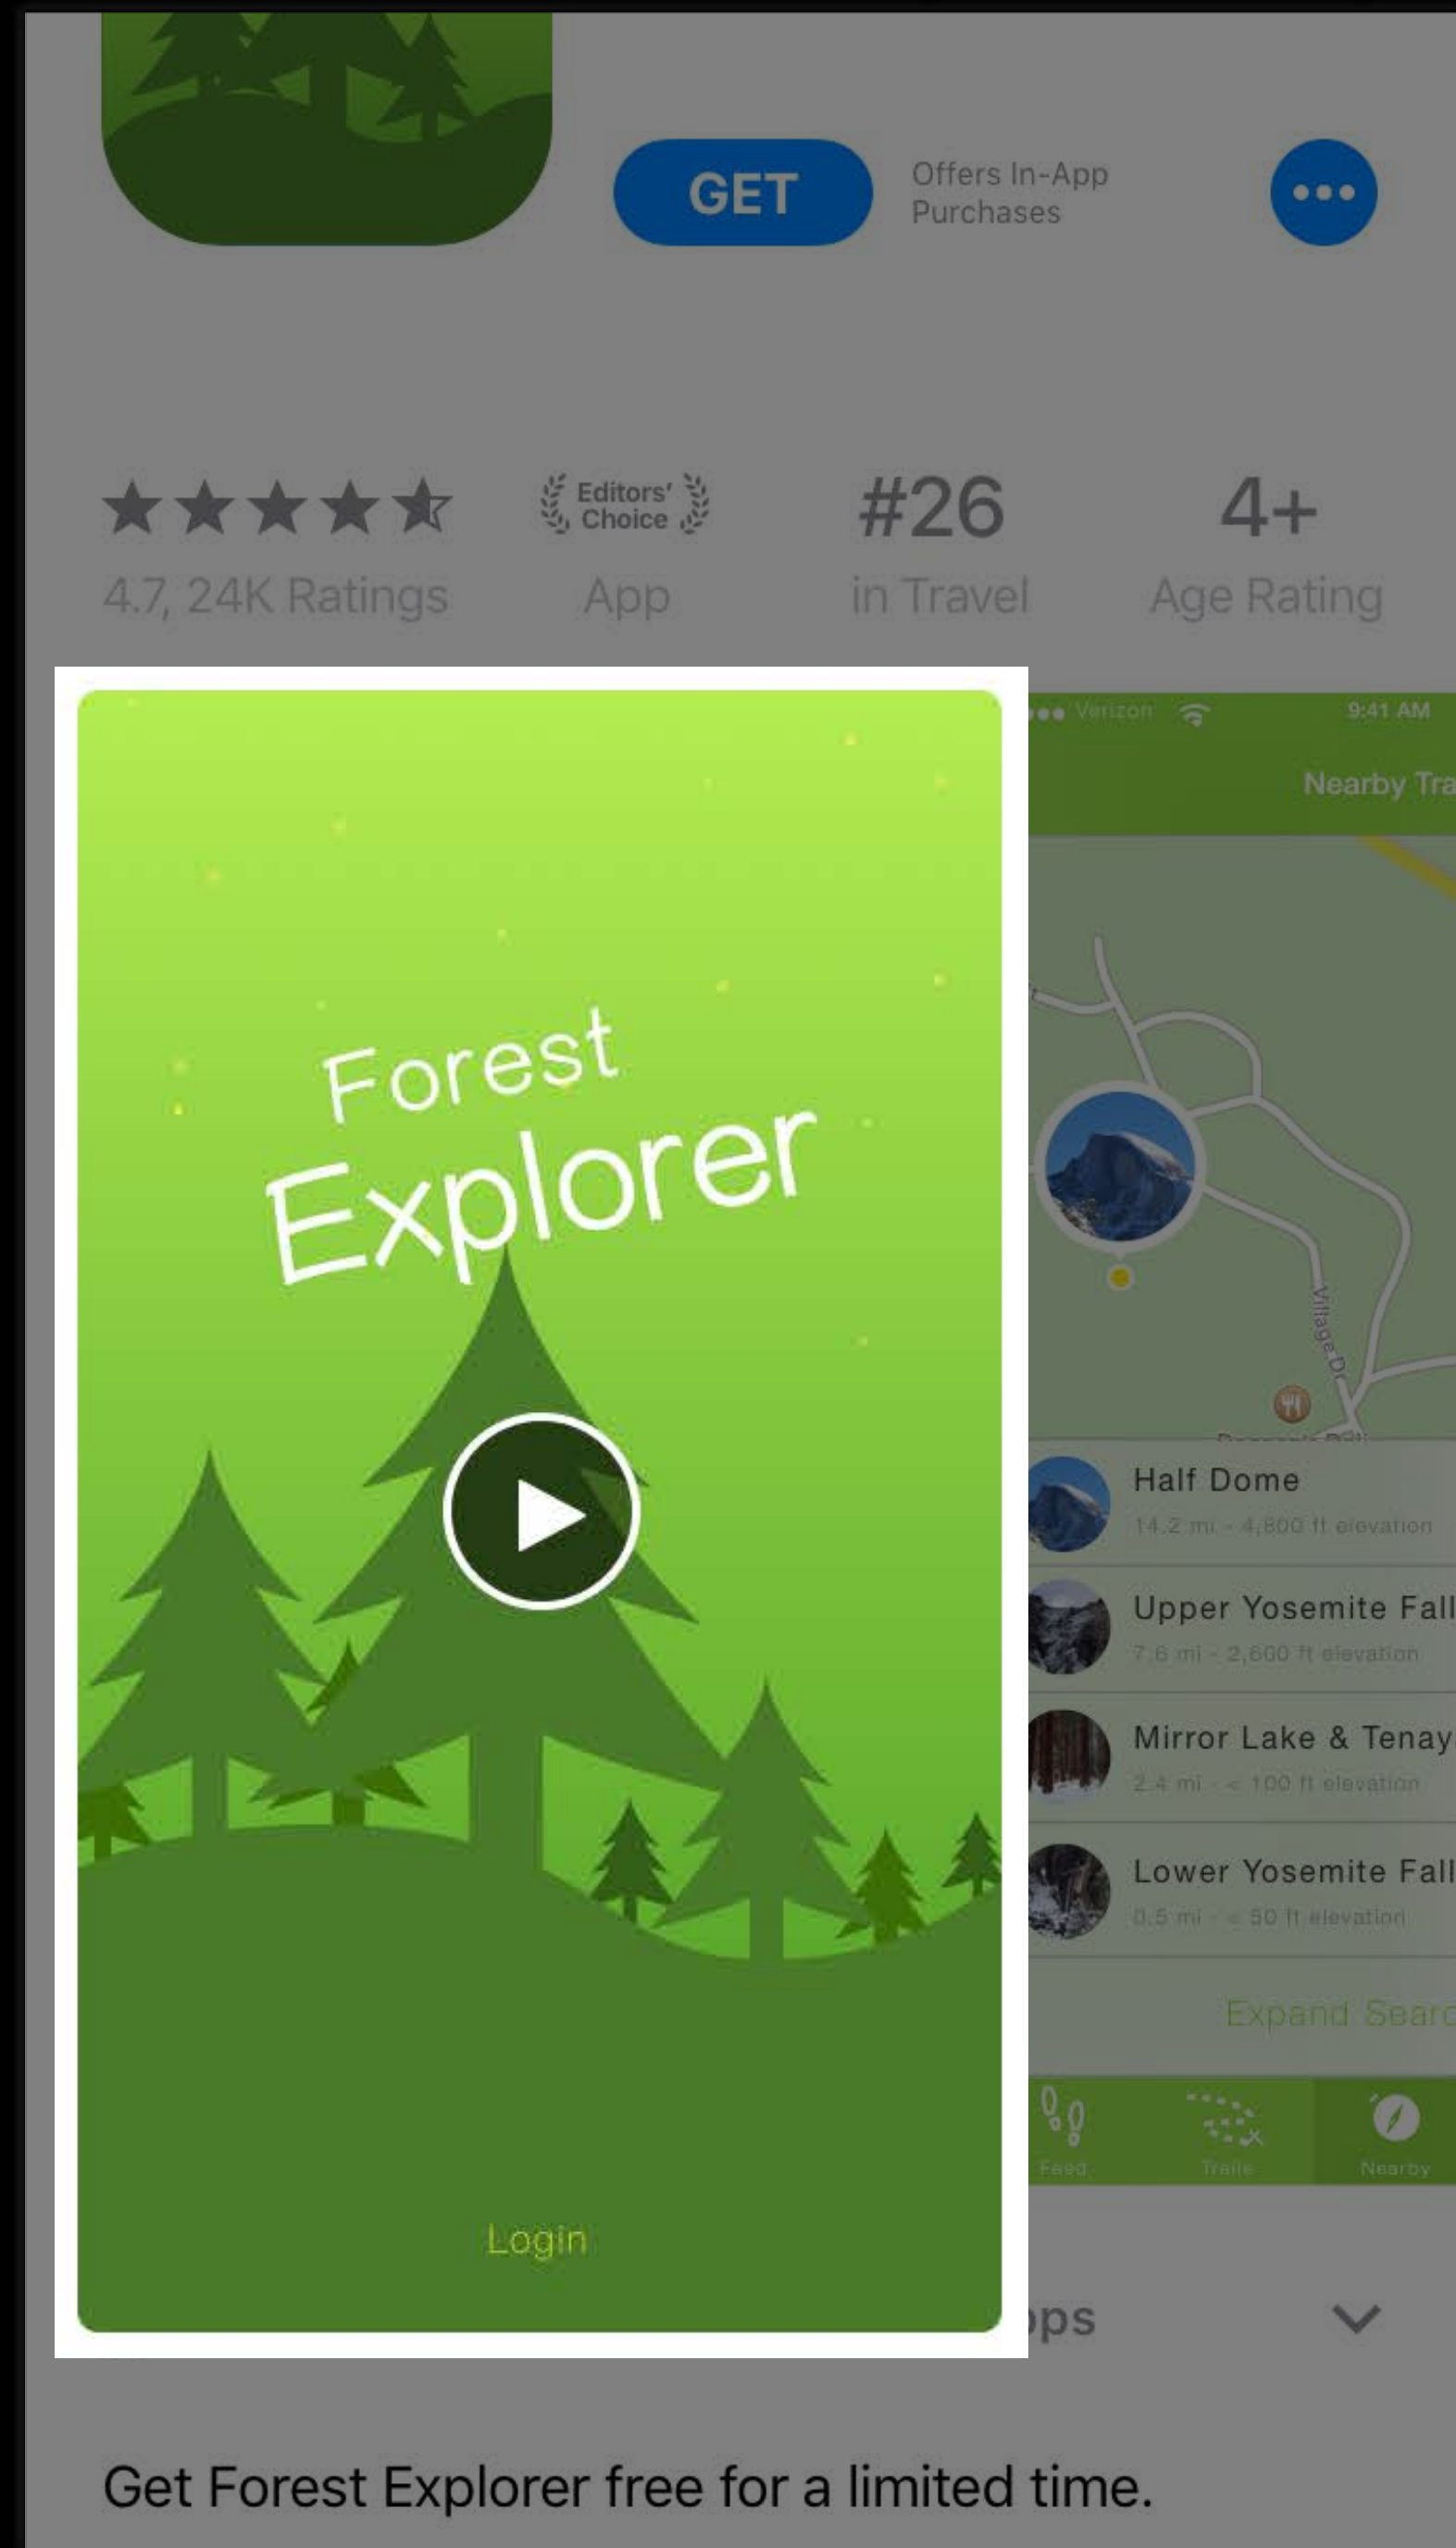 GET
Offers In-App
Purchases
Editors'
Choice
#26
4+
4.7, 24K Ratings
App
in Travel
Age Rating
Forest
Explorer
Login
Verizon
9:41 AM
Nearby Tra
Village Dr
Half Dome
14.2 mi - 4,800 ft elevation
Upper Yosemite Fall
7.6 mi - 2,600 ft elevation
Mirror Lake & Tenay
2.4 mi - < 100 ft elevation
Lower Yosemite Fall
0.5 mi - < 50 ft elevation
Expand Searc
Feed
Trails
Nearby
ops
Get Forest Explorer free for a limited time.